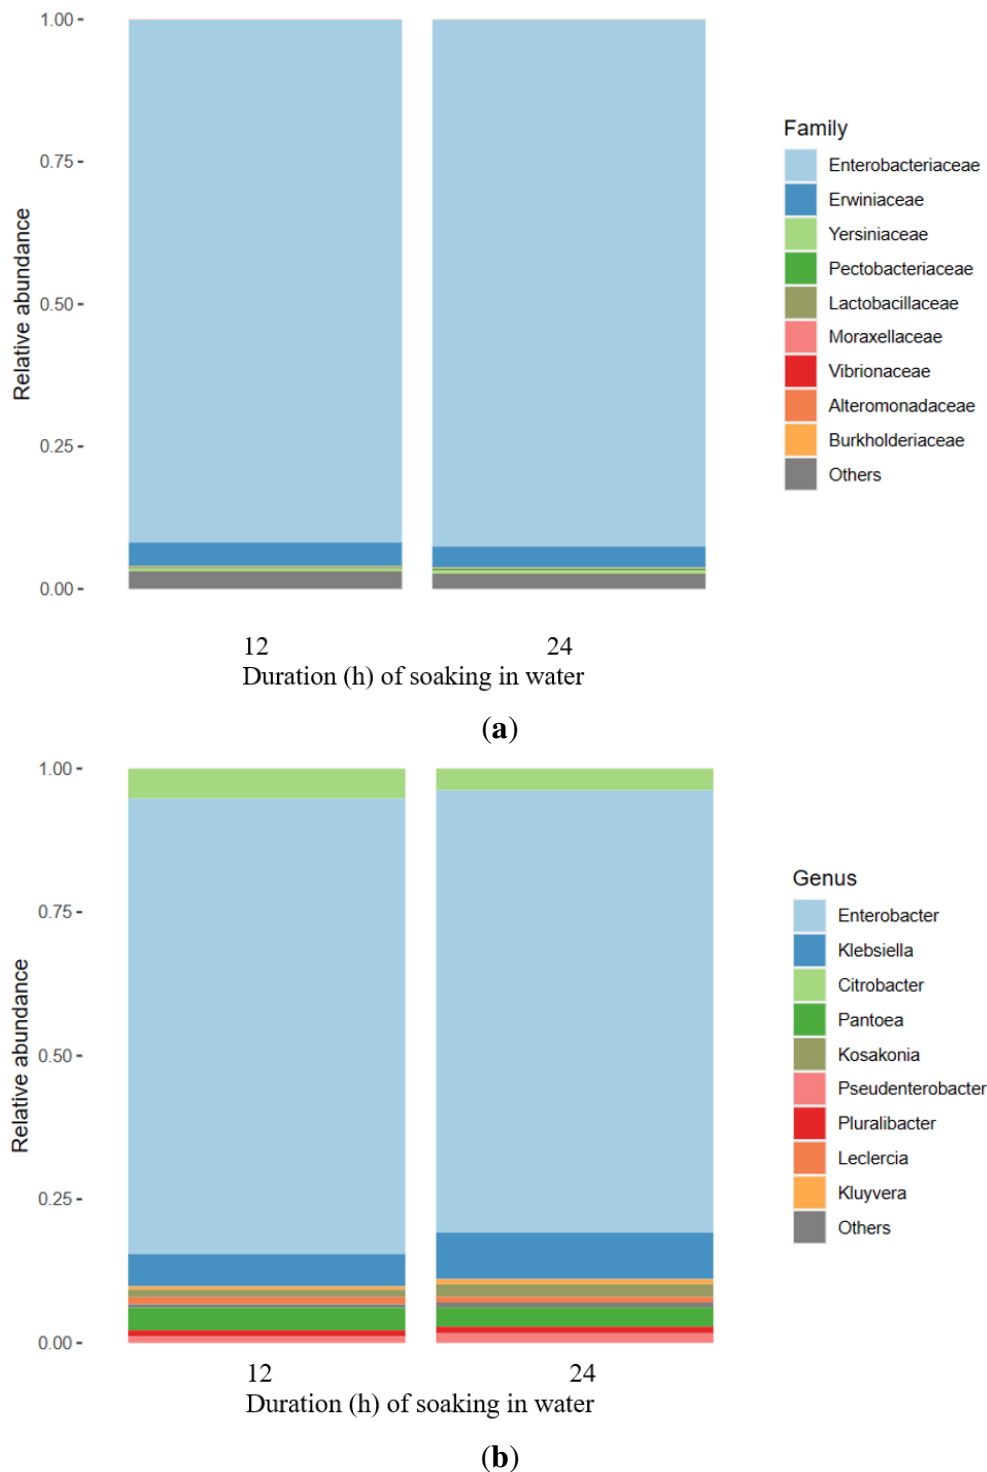 1.00
0.75
0.50
0.25
0.00
Relative abundance
Family
Enterobacteriaceae
Erwiniaceae
Yersiniaceae
Pectobacteriaceae
Lactobacillaceae
Moraxellaceae
Vibrionaceae
Alteromonadaceae
Burkholderiaceae
Others
12 24
Duration (h) of soaking in water
(a)
1.00
0.75
0.50
0.25
0.00
Relative abundance
Genus
Enterobacter
Klebsiella
Citrobacter
Pantoea
Kosakonia
Pseudenterobacter
Pluralibacter
Leclercia
Kluyvera
Others
12 24
Duration (h) of soaking in water
(b)